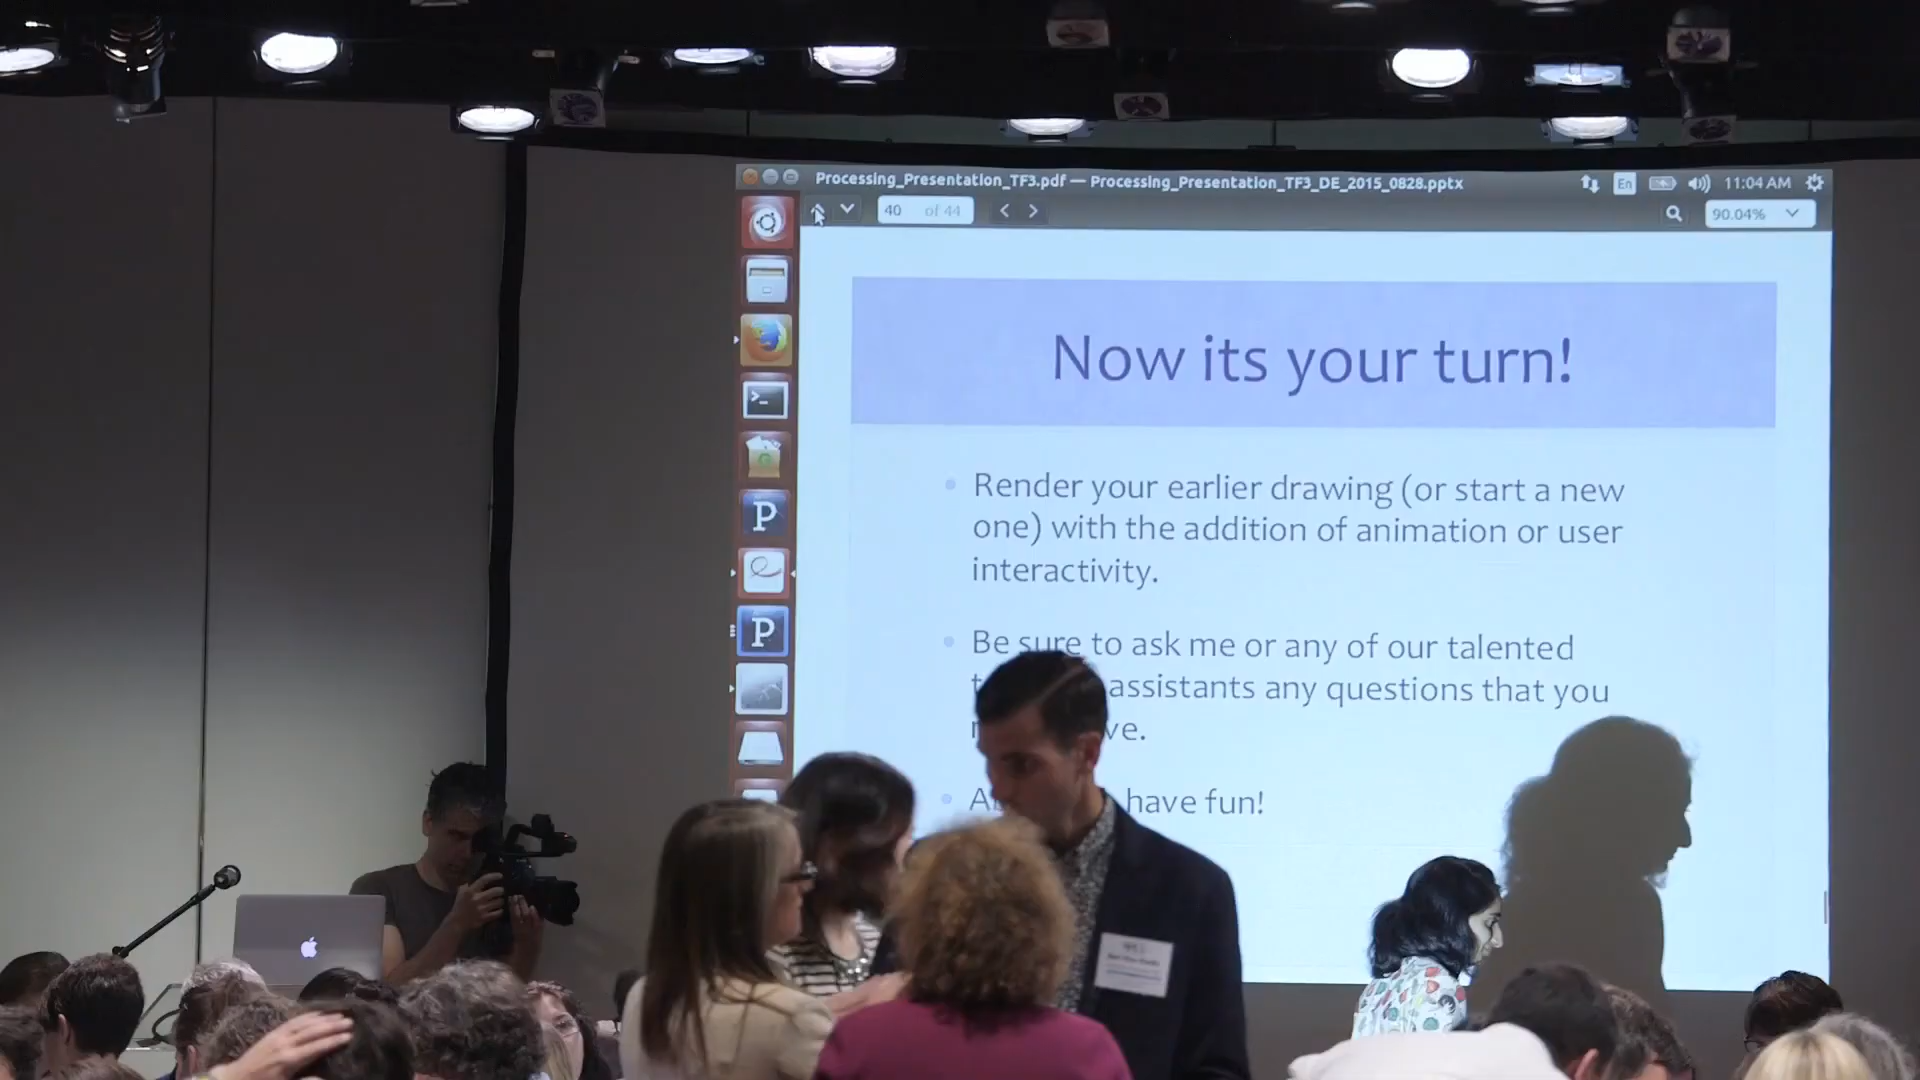 Processing_Presentation_TF3.pdf — Processing_Presentation_TF3_DE_2015_0828.pptx
En
11:04 AM
40 of 44
90.04%
Now its your turn!
Render your earlier drawing (or start a new
one) with the addition of animation or user
interactivity.
Be sure to ask me or any of our talented
assistants any questions that you
have fun!
P
P